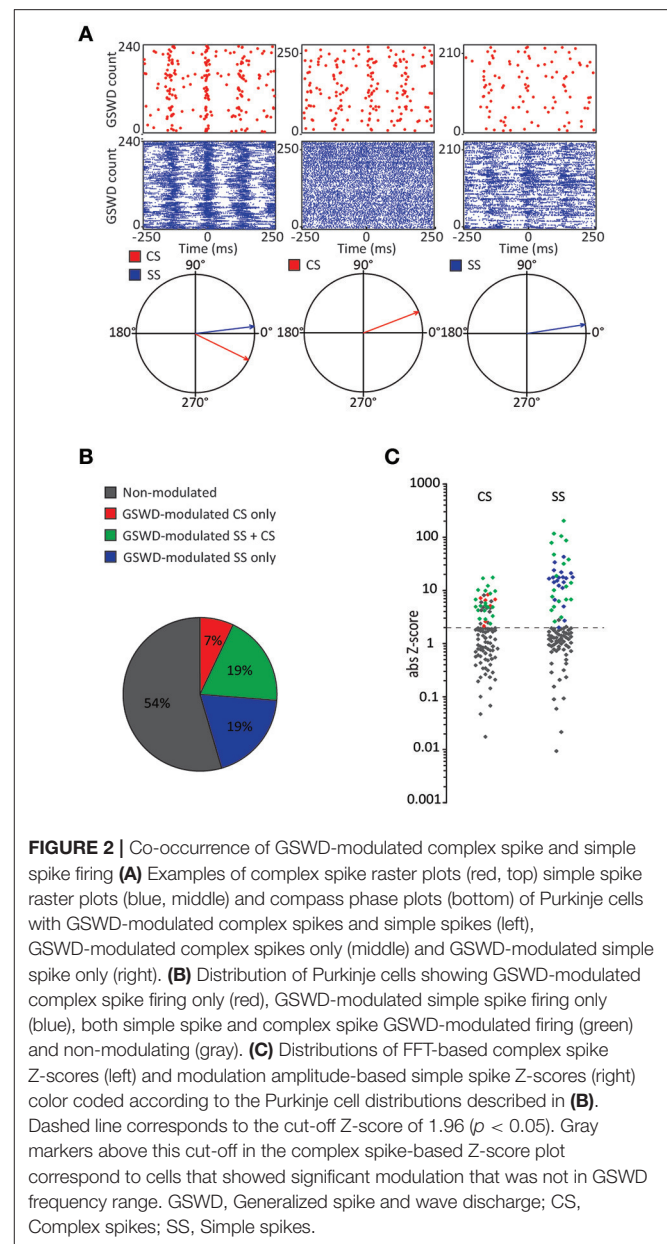 A
240
250
210
GSWD count
0
0
0
280
250
210
GSWD count
0
0
0
-250
0
250
-250
0
250
-250
0
250
Time (ms)
Time (ms)
Time (ms)
CS
SS
CS
SS
90°
90°
90°
180°
0°
180°
0°
180°
0°
270°
270°
270°
B
Non-modulated
GSWD-modulated CS only
GSWD-modulated SS + CS
GSWD-modulated SS only
7%
19%
54%
19%
C
1000
CS
SS
100
10
1
0.1
0.01
0.001
abs Z-score
FIGURE 2 | Co-occurrence of GSWD-modulated complex spike and simple
spike firing (A) Examples of complex spike raster plots (red, top) simple spike
raster plots (blue, middle) and compass phase plots (bottom) of Purkinje cells
with GSWD-modulated complex spikes and simple spikes (left),
GSWD-modulated complex spikes only (middle) and GSWD-modulated simple
spike only (right). (B) Distribution of Purkinje cells showing GSWD-modulated
complex spike firing only (red), GSWD-modulated simple spike firing only
(blue), both simple spike and complex spike GSWD-modulated firing (green)
and non-modulating (gray). (C) Distributions of FFT-based complex spike
Z-scores (left) and modulation amplitude-based simple spike Z-scores (right)
color coded according to the Purkinje cell distributions described in (B).
Dashed line corresponds to the cut-off Z-score of 1.96 (p < 0.05). Gray
markers above this cut-off in the complex spike-based Z-score plot
correspond to cells that showed significant modulation that was not in GSWD
frequency range. GSWD, Generalized spike and wave discharge; CS,
Complex spikes; SS, Simple spikes.